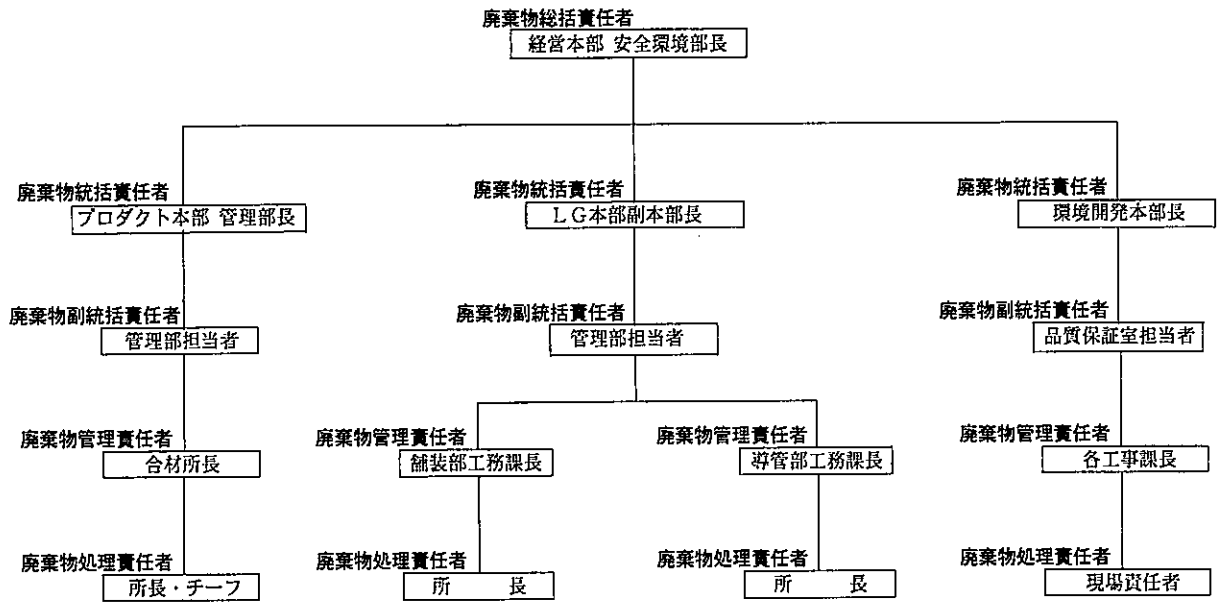 廃棄物総括責任者
経営本部 安全環境部長
廃棄物統括責任者
プロダクト本部 管理部長
廃棄物統括責任者
LG本部副本部長
廃棄物統括責任者
環境開発本部長
廃棄物副統括責任者
管理部担当者
廃棄物副統括責任者
管理部担当者
廃棄物副統括責任者
品質保証室担当者
廃棄物管理責任者
合材所長
廃棄物管理責任者
舗装部工務課長
廃棄物管理責任者
導管部工務課長
廃棄物管理責任者
各工事課長
廃棄物処理責任者
所長・チーフ
廃棄物処理責任者
所　　長
廃棄物処理責任者
所　　長
廃棄物処理責任者
現場責任者